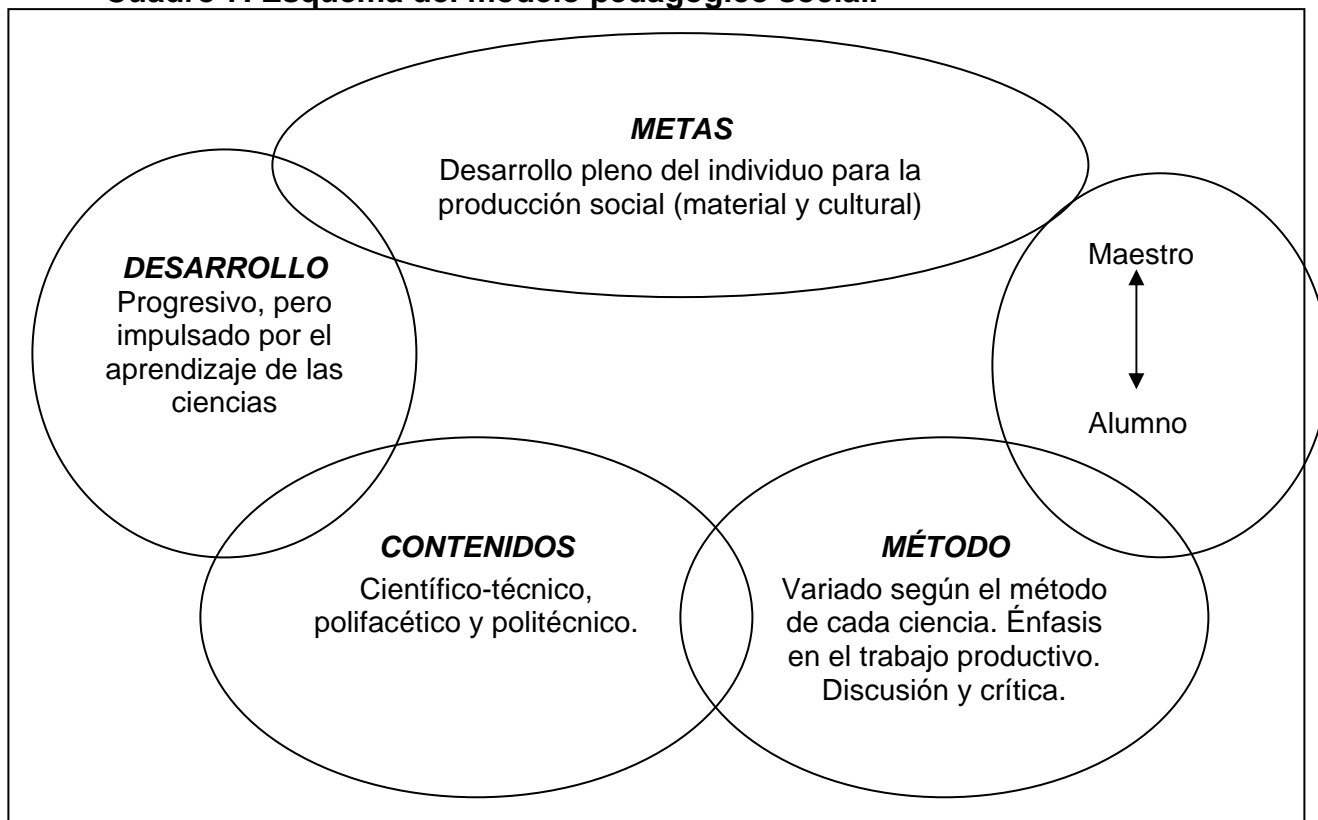 METAS
Desarrollo pleno del individuo para la
producción social (material y cultural)
DESARROLLO
Progresivo, pero
impulsado por el
aprendizaje de las
ciencias
Maestro
Alumno
CONTENIDOS
Científico-técnico,
polifacético y politécnico.
MÉTODO
Variado según el método
de cada ciencia. Énfasis
en el trabajo productivo.
Discusión y crítica.